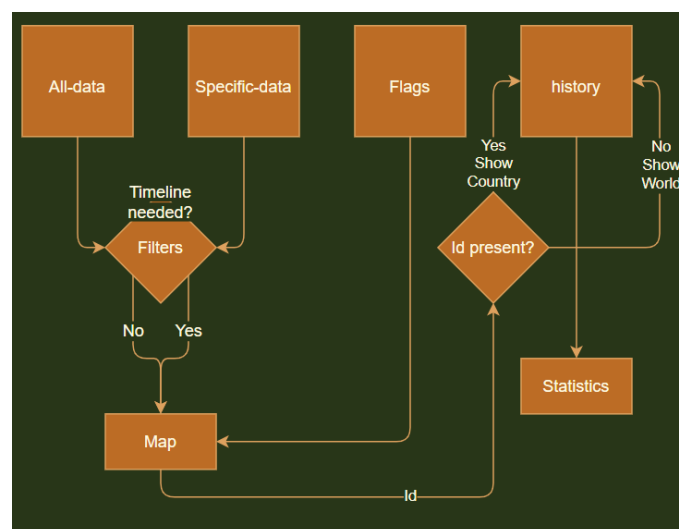 All-data
Specific-data
Flags
history
Yes
Show
Country
No
Show
World
Timeline
needed?
Filters
Id present?
No
Yes
Statistics
Map
Id